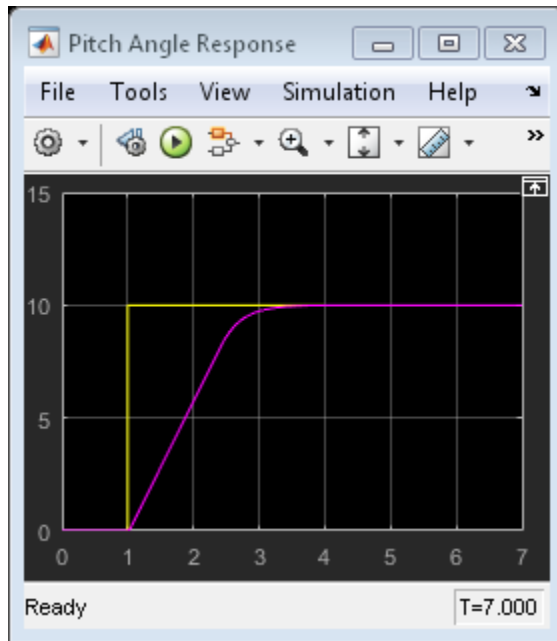 Pitch Angle Response
File Tools View Simulation Help
15
10
5
0
0 1 2 3 4 5 6 7
Ready T=7.000